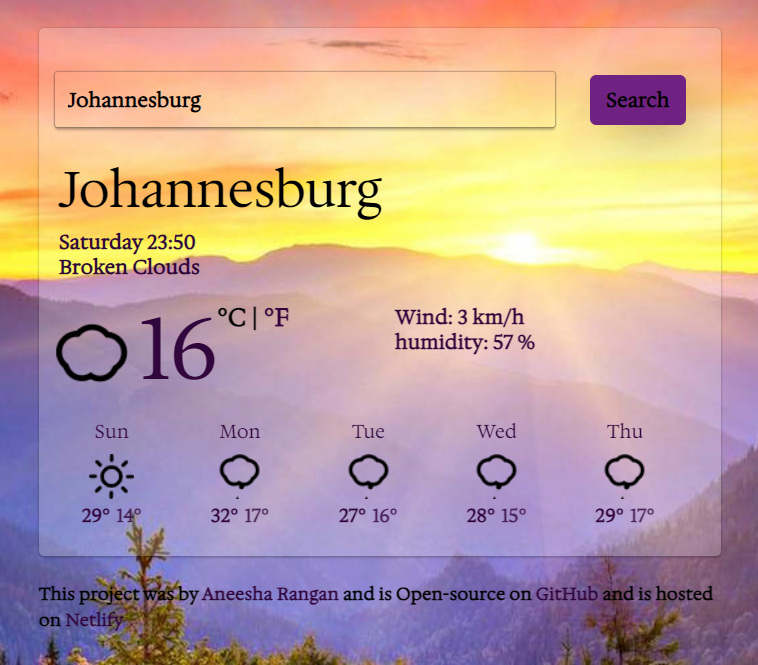 Johannesburg
Search
Johannesburg
Saturday 23:50
Broken Clouds
16 °C | °F
Wind: 3 km/h
humidity: 57 %
Sun Mon Tue Wed Thu
29° 14° 32° 17° 27° 16° 28° 15° 29° 17°
This project was by Aneesha Rangan and is Open-source on GitHub and is hosted
on Netlify